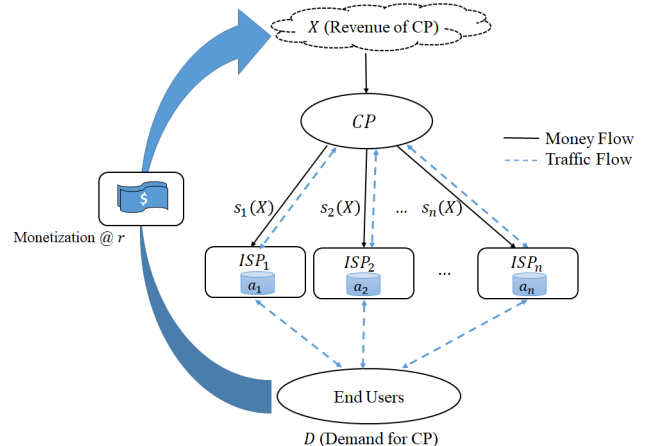 X (Revenue of CP)
CP
Money Flow
Traffic Flow
s₁(X) s₂(X) ... sₙ(X)
$
Monetization @ r
ISP₁ ISP₂ ... ISPₙ
a₁ a₂ aₙ
End Users
D (Demand for CP)